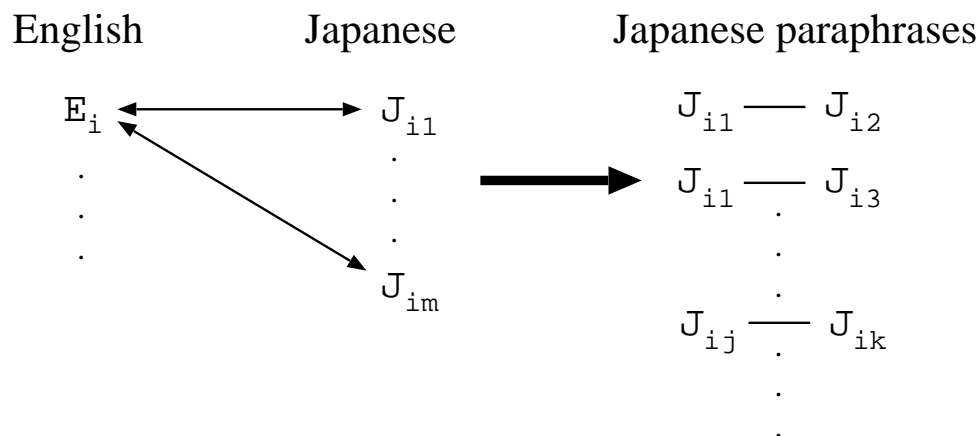 English Japanese Japanese paraphrases
E_i J_i1 J_i1 J_i2
J_i1 J_i3
J_im
J_ij J_ik